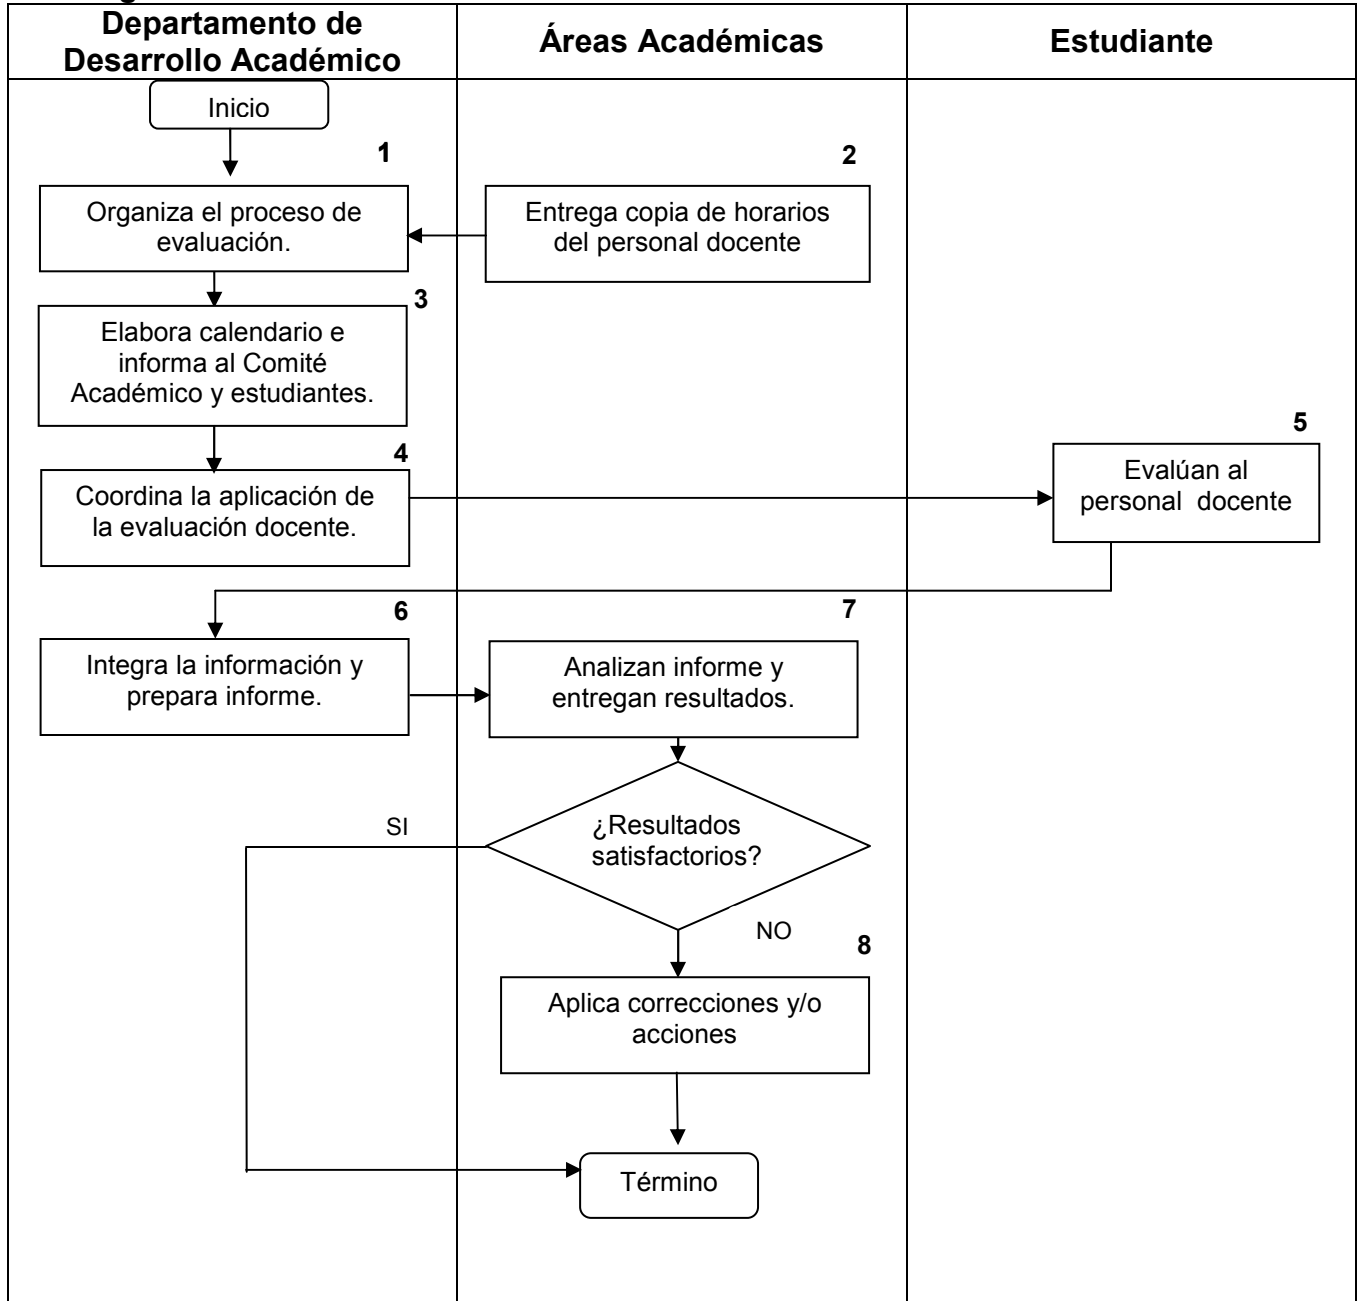 Departamento de
Desarrollo Académico
Áreas Académicas
Estudiante
Inicio
1
2
Organiza el proceso de
evaluación.
Entrega copia de horarios
del personal docente
3
Elabora calendario e
informa al Comité
Académico y estudiantes.
4
5
Coordina la aplicación de
la evaluación docente.
Evalúan al
personal docente
6
7
Integra la información y
prepara informe.
Analizan informe y
entregan resultados.
SI
¿Resultados
satisfactorios?
NO
8
Aplica correcciones y/o
acciones
Término